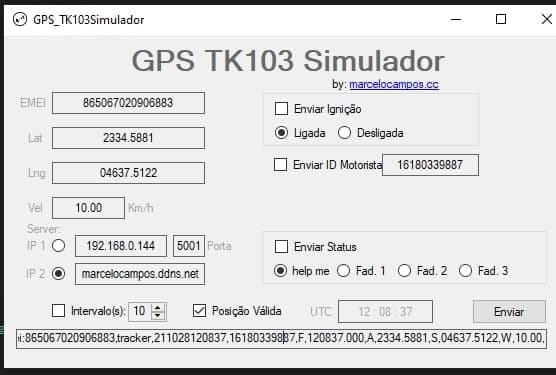 GPS_TK103Simulador
GPS TK103 Simulador
by: marcelocampos.cc
EMEI 865067020906883
Enviar Ignição
Lat 2334.5881
Ligada Desligada
Lng 04637.5122
Enviar ID Motorista 16180339887
Vel 10.00 Km/h
Server:
IP 1 192.168.0.144 5001 Porta
Enviar Status
IP 2 marcelocampos.ddns.net
help me Fad. 1 Fad. 2 Fad. 3
Intervalo(s): 10 Posição Válida UTC 12 : 08 : 37 Enviar
ei:865067020906883,tracker,211028120837,16180339887,F,120837.000,A,2334.5881,S,04637.5122,W,10.00,